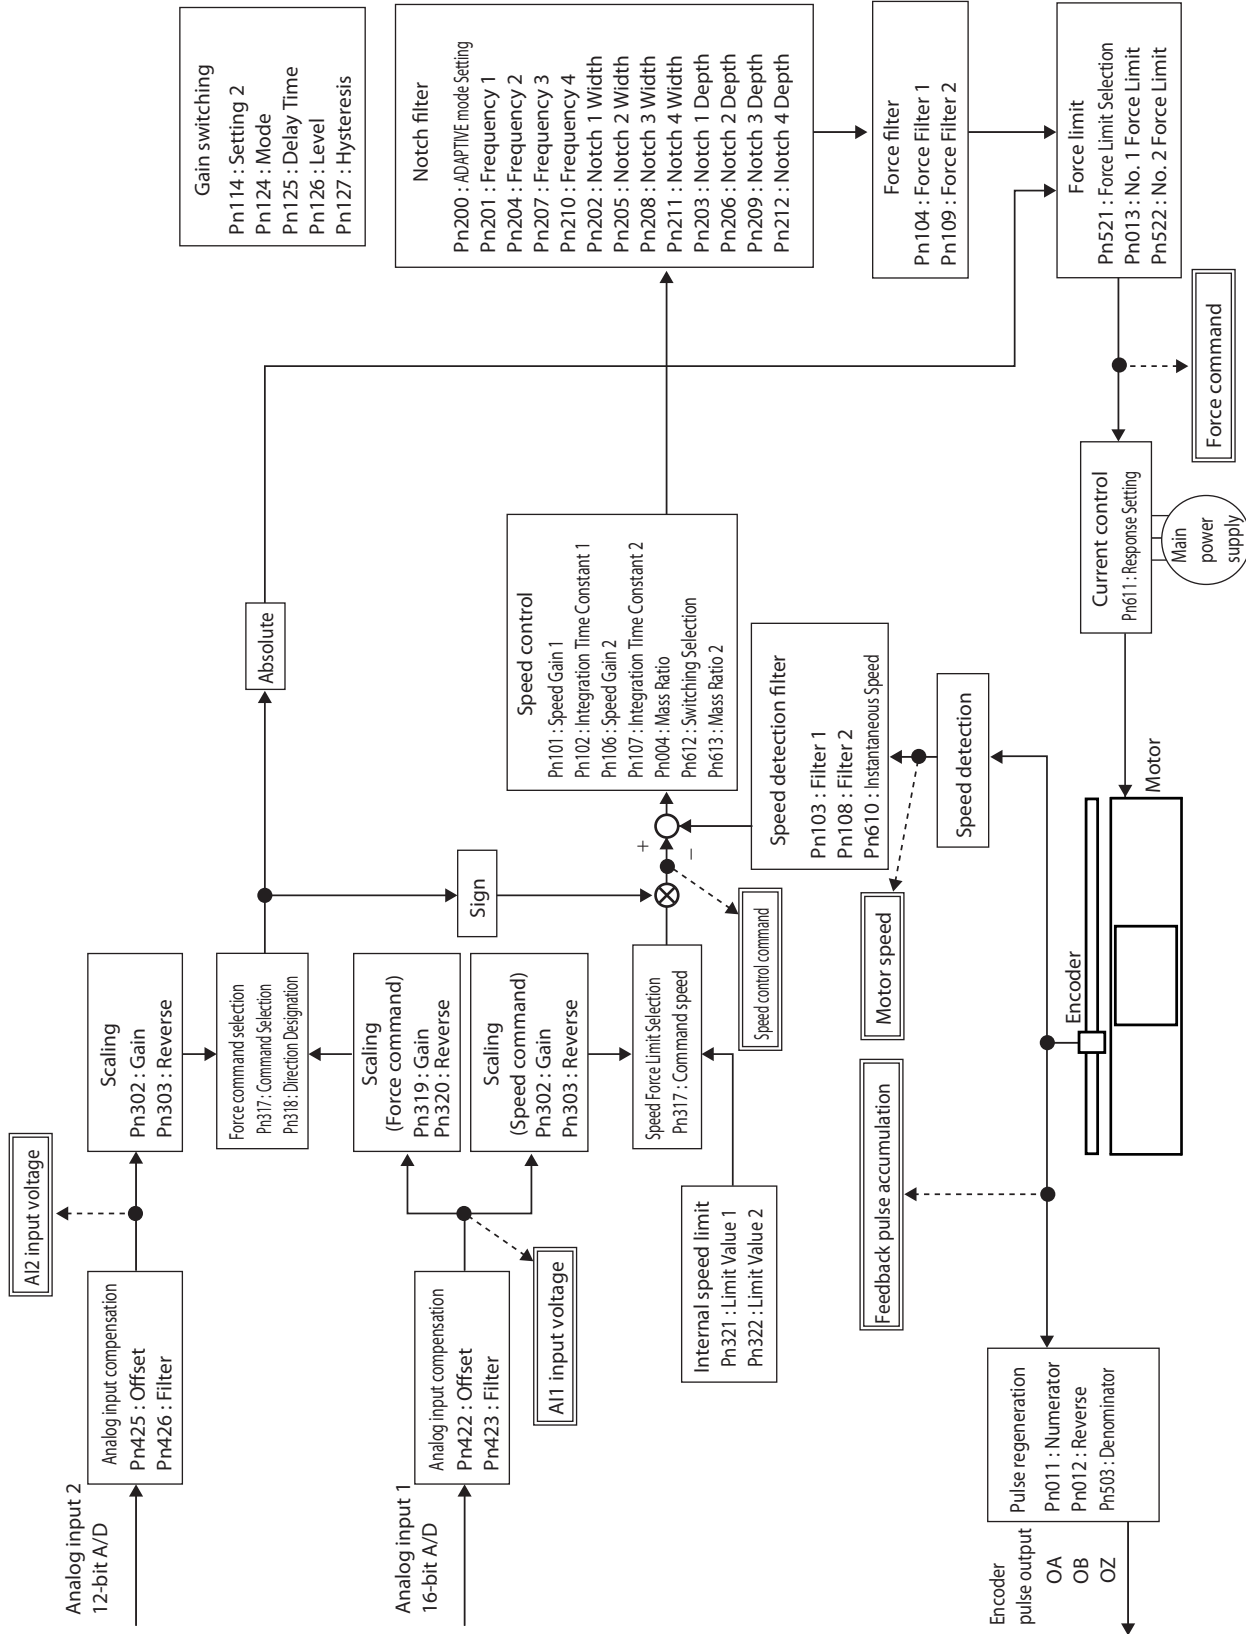 Analog input 2
12-bit A/D
Analog input compensation
Pn425 : Offset
Pn426 : Filter
AI2 input voltage
Scaling
Pn302 : Gain
Pn303 : Reverse
Force command selection
Pn317 : Command Selection
Pn318 : Direction Designation
Absolute
Gain switching
Pn114 : Setting 2
Pn124 : Mode
Pn125 : Delay Time
Pn126 : Level
Pn127 : Hysteresis
Analog input 1
16-bit A/D
Analog input compensation
Pn422 : Offset
Pn423 : Filter
AI1 input voltage
Scaling
(Force command)
Pn319 : Gain
Pn320 : Reverse
Scaling
(Speed command)
Pn302 : Gain
Pn303 : Reverse
Sign
Internal speed limit
Pn321 : Limit Value 1
Pn322 : Limit Value 2
Speed Force Limit Selection
Pn317 : Command speed
Speed control command
+
−
Speed control
Pn101 : Speed Gain 1
Pn102 : Integration Time Constant 1
Pn106 : Speed Gain 2
Pn107 : Integration Time Constant 2
Pn004 : Mass Ratio
Pn612 : Switching Selection
Pn613 : Mass Ratio 2
Notch filter
Pn200 : ADAPTIVE mode Setting
Pn201 : Frequency 1
Pn204 : Frequency 2
Pn207 : Frequency 3
Pn210 : Frequency 4
Pn202 : Notch 1 Width
Pn205 : Notch 2 Width
Pn208 : Notch 3 Width
Pn211 : Notch 4 Width
Pn203 : Notch 1 Depth
Pn206 : Notch 2 Depth
Pn209 : Notch 3 Depth
Pn212 : Notch 4 Depth
Speed detection filter
Pn103 : Filter 1
Pn108 : Filter 2
Pn610 : Instantaneous Speed
Force filter
Pn104 : Force Filter 1
Pn109 : Force Filter 2
Feedback pulse accumulation
Motor speed
Speed detection
Encoder
pulse output
OA
OB
OZ
Pulse regeneration
Pn011 : Numerator
Pn012 : Reverse
Pn503 : Denominator
Encoder
Motor
Current control
Pn611 : Response Setting
Main
power
supply
Force limit
Pn521 : Force Limit Selection
Pn013 : No. 1 Force Limit
Pn522 : No. 2 Force Limit
Force command